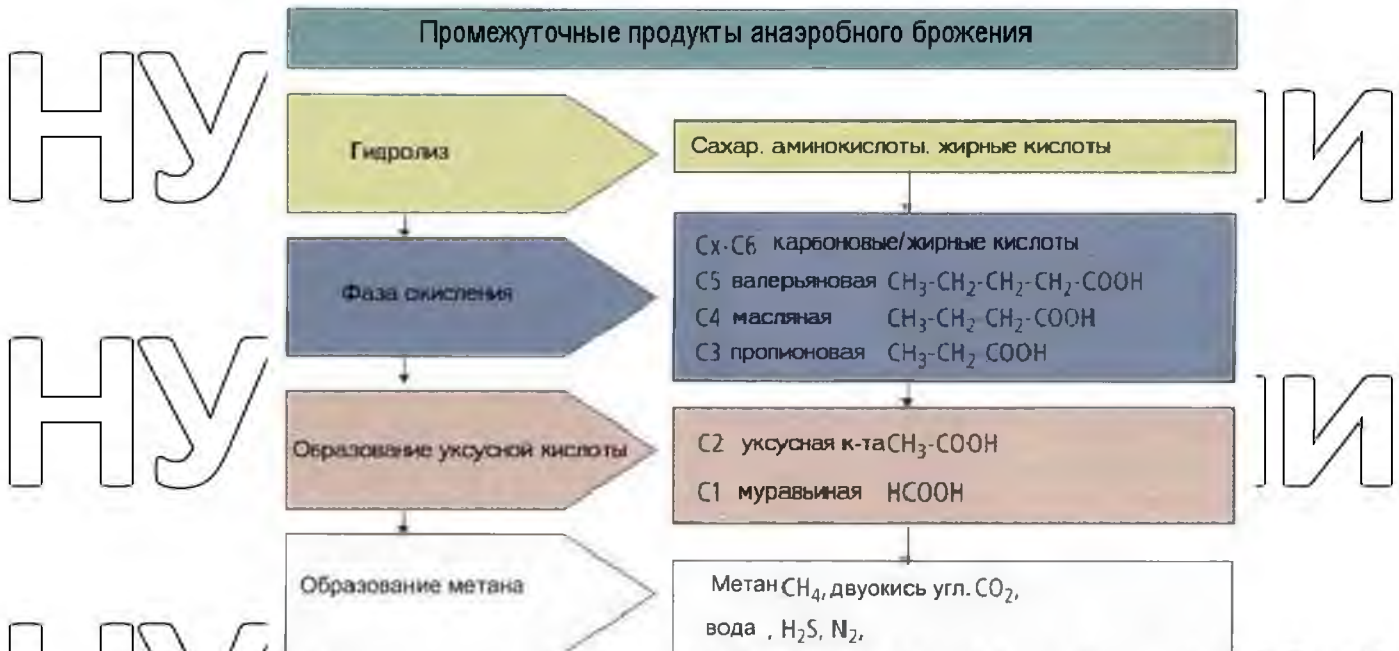 Промежуточные продукты анаэробного брожения
НУ
И
Гидролиз
Сахар, аминокислоты, жирные кислоты
Фаза окисления
Cx-C6 карбоновые/жирные кислоты
C5 валерьяновая CH₃-CH₂-CH₂-CH₂-COOH
C4 масляная CH₃-CH₂-CH₂-COOH
C3 пропионовая CH₃-CH₂ COOH
НУ
И
Образование уксусной кислоты
C2 уксусная к-та CH₃-COOH
C1 муравьиная HCOOH
Образование метана
Метан CH₄, двуокись угл. CO₂,
вода , H₂S, N₂,
НУ
И